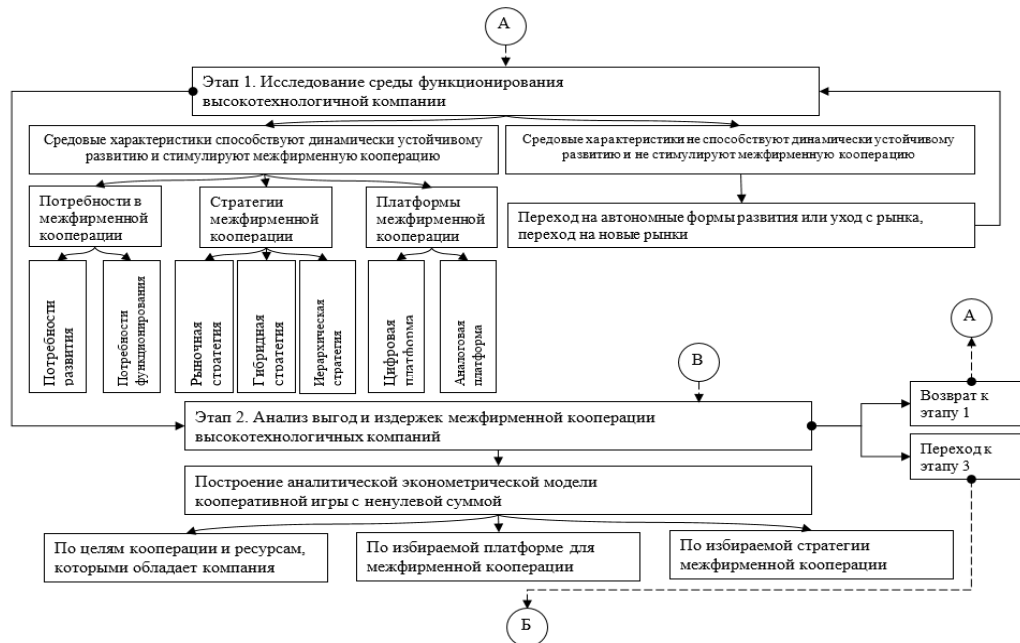 А
Этап 1. Исследование среды функционирования
высокотехнологичной компании
Средовые характеристики способствуют динамически устойчивому
развитию и стимулируют межфирменную кооперацию
Средовые характеристики не способствуют динамически устойчивому
развитию и не стимулируют межфирменную кооперацию
Потребности в
межфирменной
кооперации
Стратегии
межфирменной
кооперации
Платформы
межфирменной
кооперации
Переход на автономные формы развития или уход с рынка,
переход на новые рынки
Потребности
развития
Потребности
функционирования
Рыночная
стратегия
Гибридная
стратегия
Иерархическая
стратегия
Цифровая
платформа
Аналоговая
платформа
А
В
Этап 2. Анализ выгод и издержек межфирменной кооперации
высокотехнологичных компаний
Возврат к
этапу 1
Переход к
этапу 3
Построение аналитической эконометрической модели
кооперативной игры с ненулевой суммой
По целям кооперации и ресурсам,
которыми обладает компания
По избираемой платформе для
межфирменной кооперации
По избираемой стратегии
межфирменной кооперации
Б